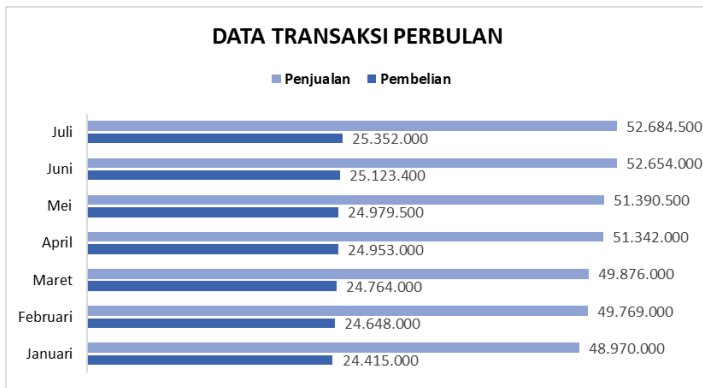 DATA TRANSAKSI PERBULAN
Penjualan Pembelian
Juli 52.684.500
25.352.000
Juni 52.654.000
25.123.400
Mei 51.390.500
24.979.500
April 51.342.000
24.953.000
Maret 49.876.000
24.764.000
Februari 49.769.000
24.648.000
Januari 48.970.000
24.415.000